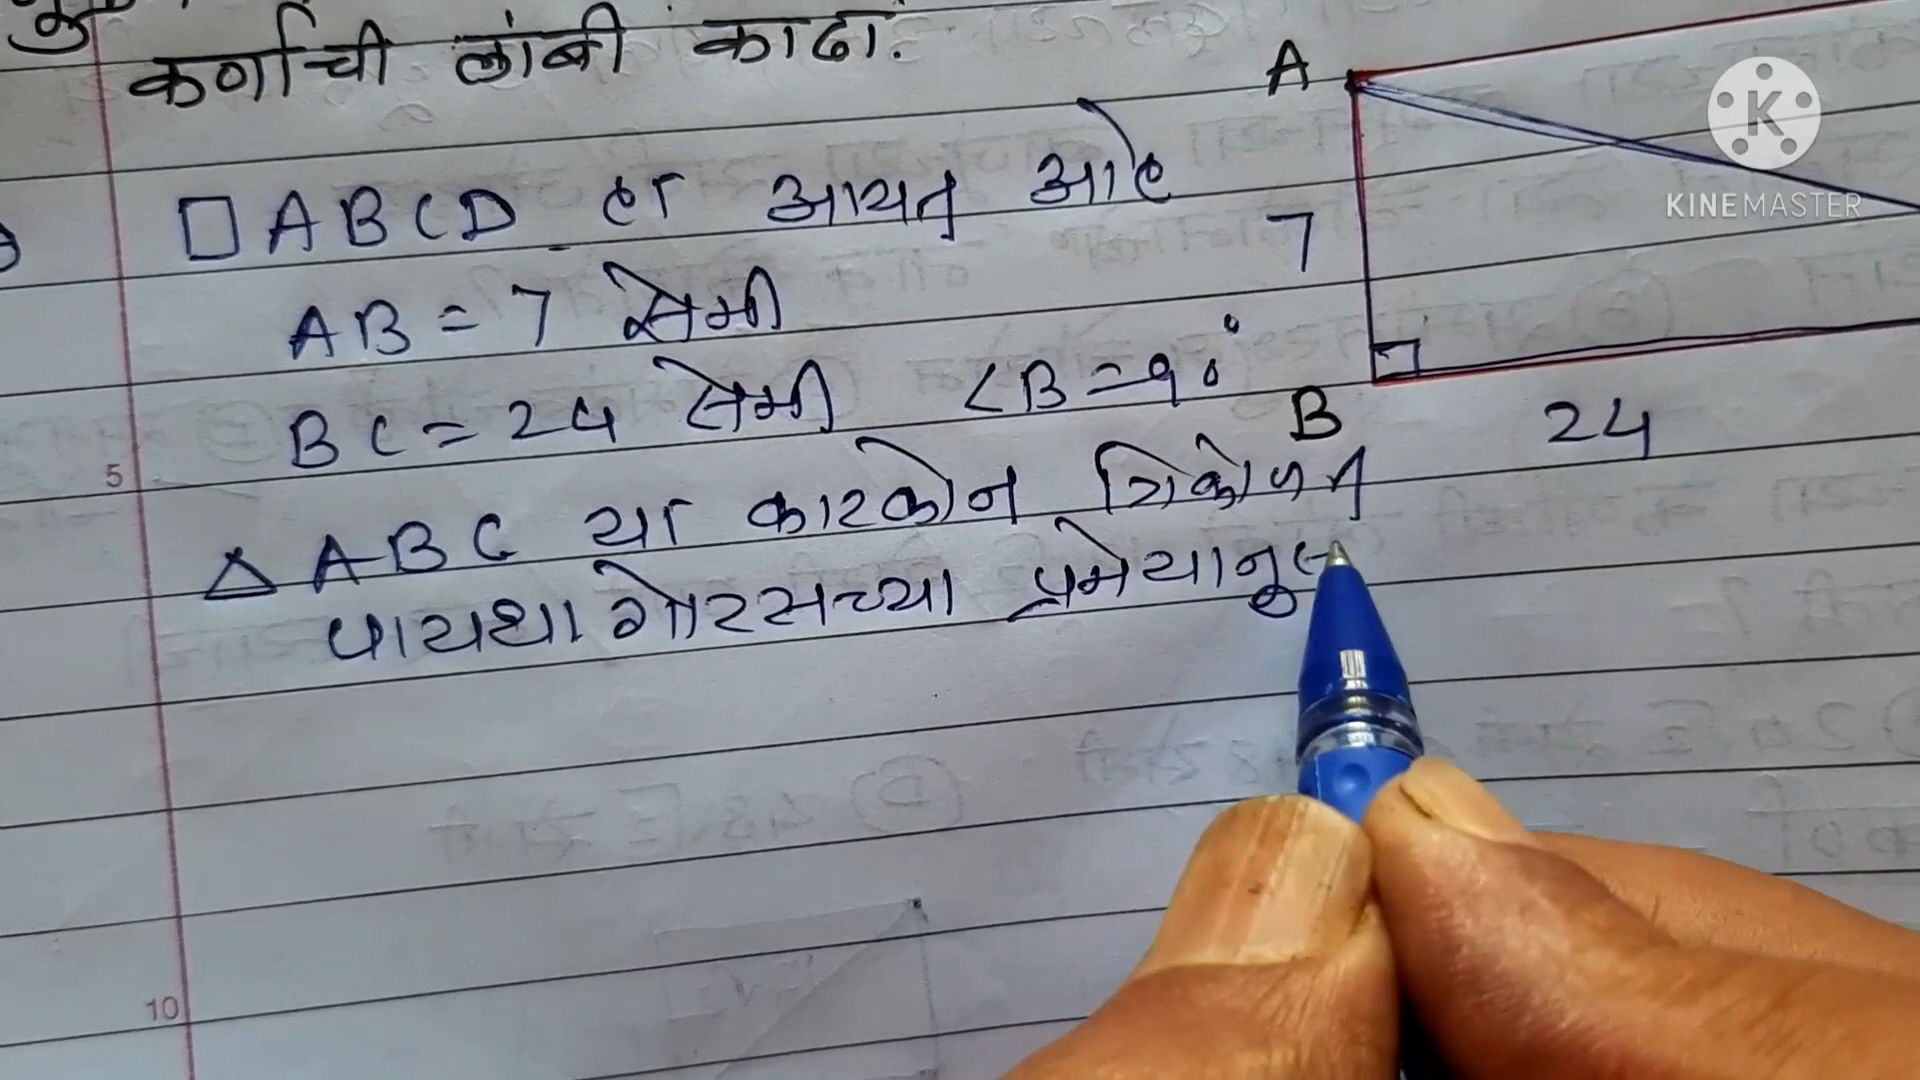 कर्णाची लांबी काढा.
A
□ABCD हा आयत आहे
7
AB = 7 सेमी
BC = 24 सेमी <B = 90°
B
24
△ABC या काटकोन त्रिकोणात
पायथागोरसच्या प्रमेयानुसा
5
10
K
KINEMASTER